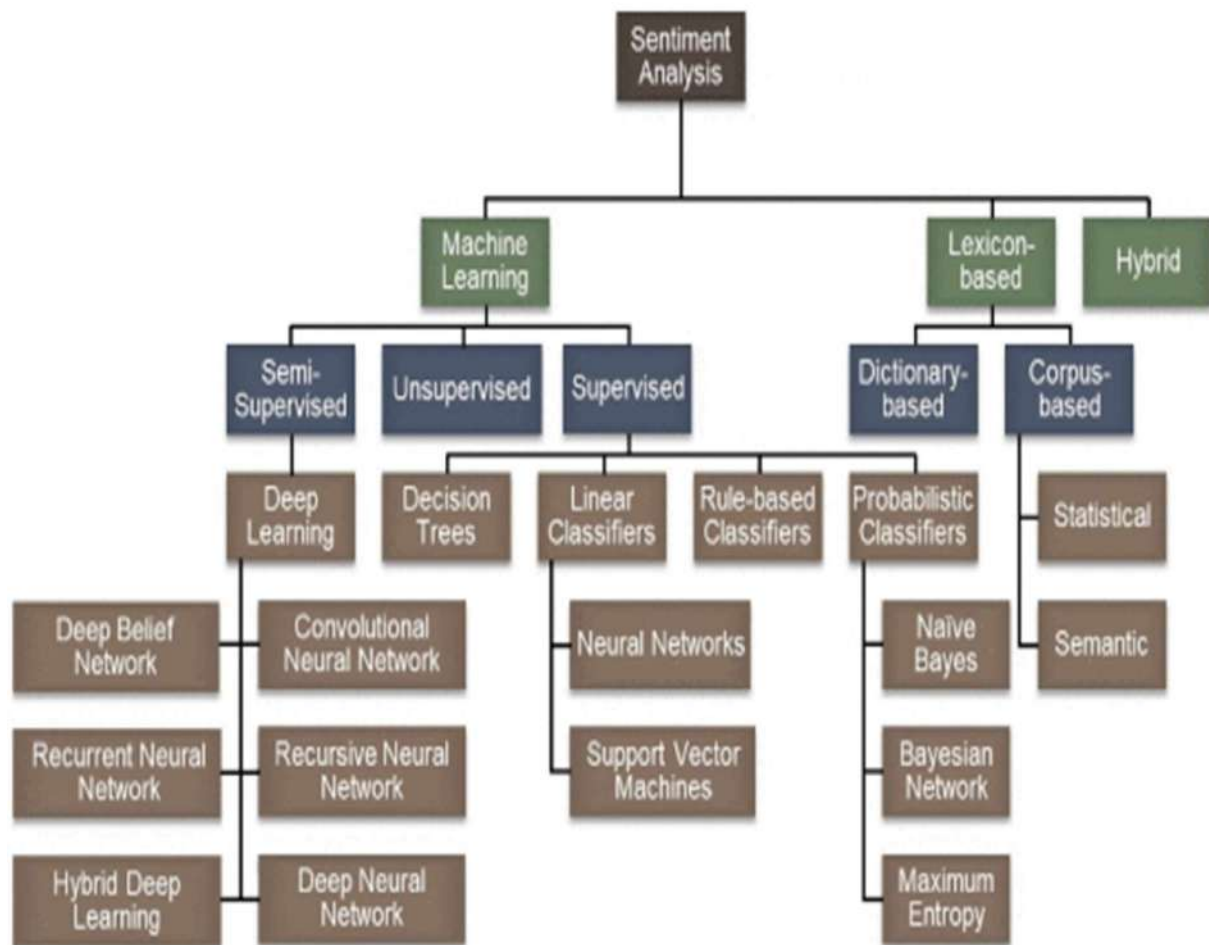 Sentiment
Analysis
Machine
Learning
Lexicon-
based
Hybrid
Semi-
Supervised
Unsupervised
Supervised
Dictionary-
based
Corpus-
based
Deep
Learning
Decision
Trees
Linear
Classifiers
Rule-based
Classifiers
Probabilistic
Classifiers
Statistical
Deep Belief
Network
Convolutional
Neural Network
Neural Networks
Naïve
Bayes
Semantic
Recurrent Neural
Network
Recursive Neural
Network
Support Vector
Machines
Bayesian
Network
Hybrid Deep
Learning
Deep Neural
Network
Maximum
Entropy